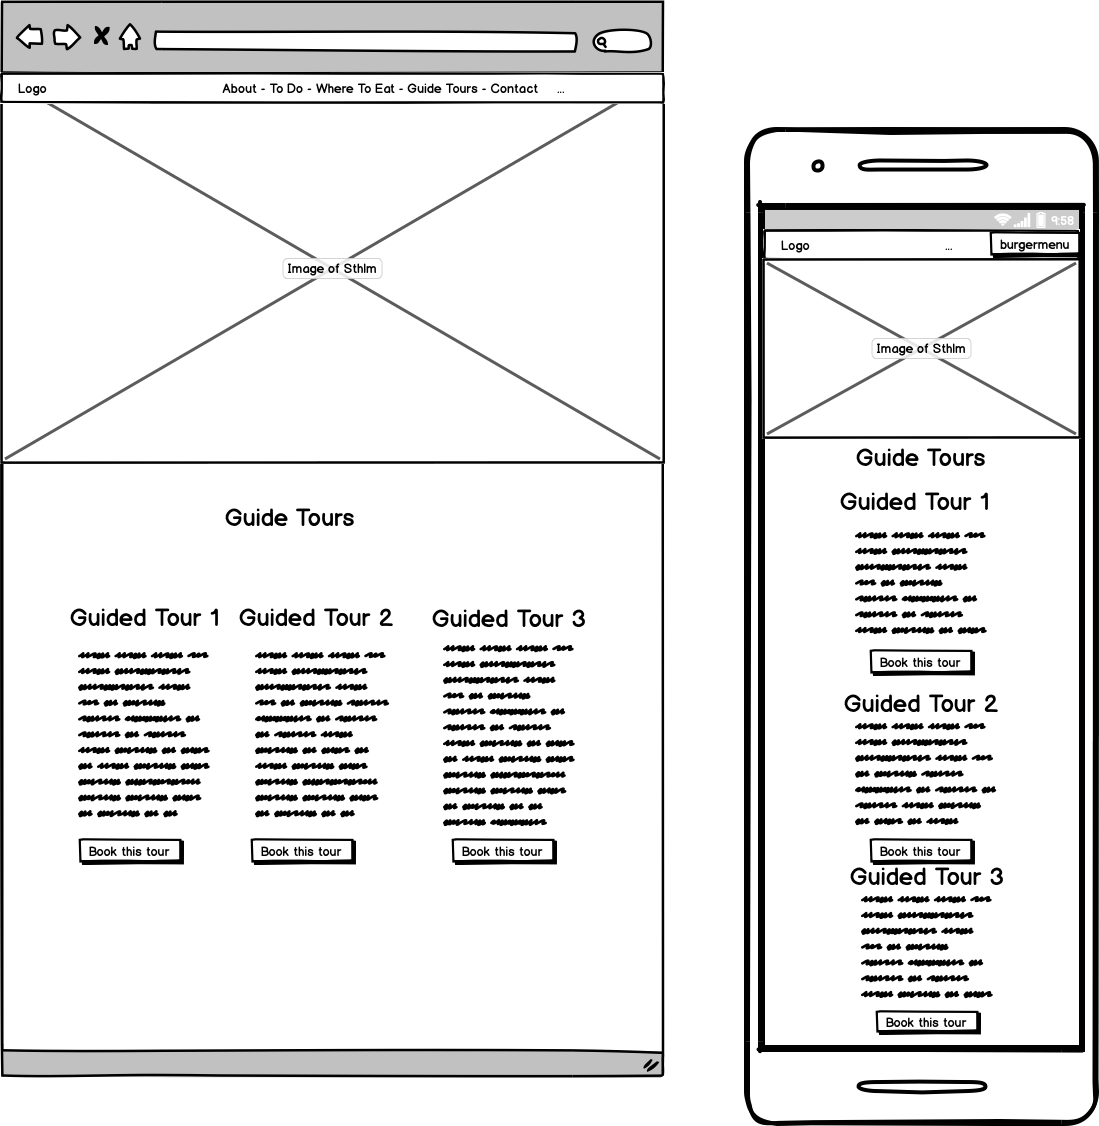 Logo
About - To Do - Where To Eat - Guide Tours - Contact ...
Image of Sthlm
Guide Tours
Guided Tour 1
Guided Tour 2
Guided Tour 3
Book this tour
Book this tour
Book this tour
9:58
Logo ... burgermenu
Image of Sthlm
Guide Tours
Guided Tour 1
Book this tour
Guided Tour 2
Book this tour
Guided Tour 3
Book this tour